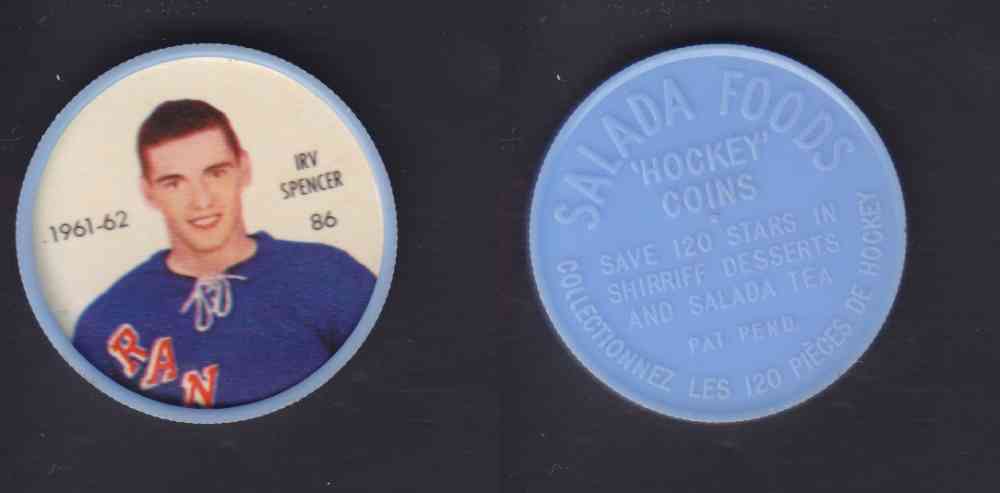 1961-62
IRV
SPENCER
86
RAN
SALADA FOODS
'HOCKEY'
COINS
SAVE 120 STARS IN
SHIRRIFF DESSERTS
AND SALADA TEA
PAT. PEND.
COLLECTIONNEZ LES 120 PIÈGES DE HOCKEY